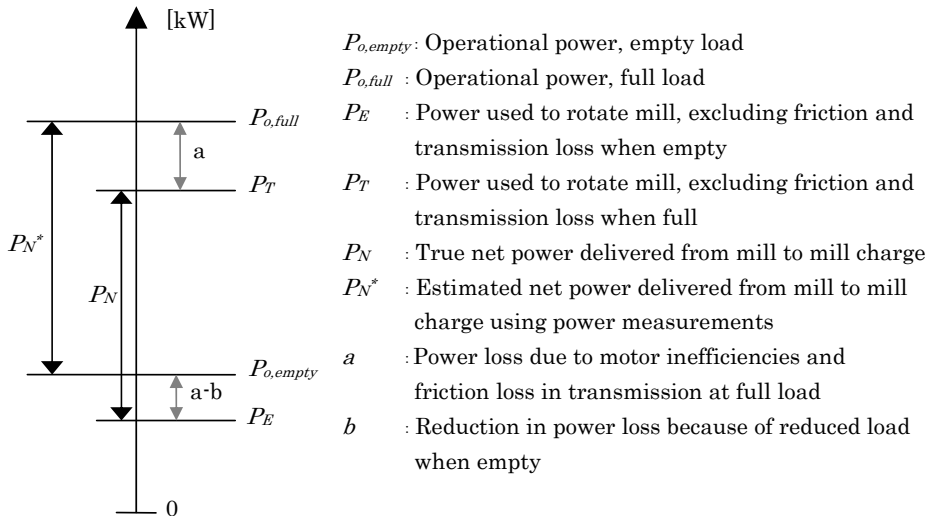 [kW]
P_{o,full}
a
P_T
P_N^*
P_N
P_{o,empty}
a-b
P_E
0
P_{o,empty} : Operational power, empty load
P_{o,full} : Operational power, full load
P_E : Power used to rotate mill, excluding friction and
transmission loss when empty
P_T : Power used to rotate mill, excluding friction and
transmission loss when full
P_N : True net power delivered from mill to mill charge
P_N^* : Estimated net power delivered from mill to mill
charge using power measurements
a : Power loss due to motor inefficiencies and
friction loss in transmission at full load
b : Reduction in power loss because of reduced load
when empty